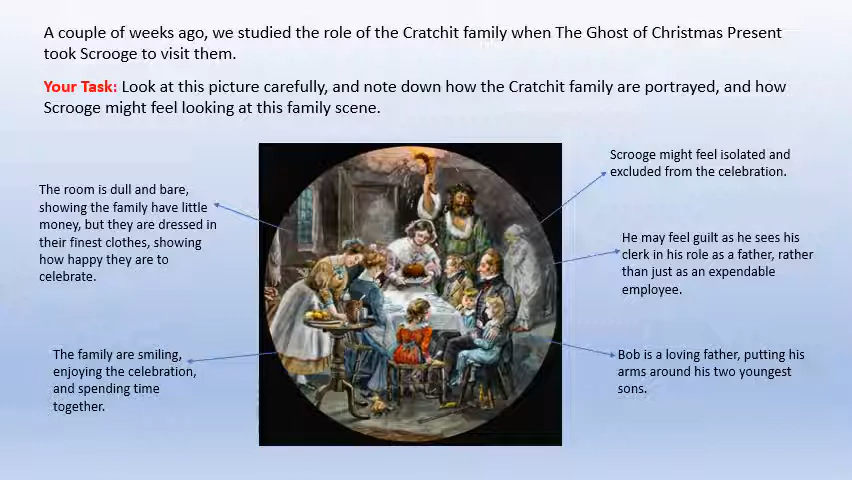 A couple of weeks ago, we studied the role of the Cratchit family when The Ghost of Christmas Present
took Scrooge to visit them.
Your Task: Look at this picture carefully, and note down how the Cratchit family are portrayed, and how
Scrooge might feel looking at this family scene.
The room is dull and bare,
showing the family have little
money, but they are dressed in
their finest clothes, showing
how happy they are to
celebrate.
The family are smiling,
enjoying the celebration,
and spending time
together.
Scrooge might feel isolated and
excluded from the celebration.
He may feel guilt as he sees his
clerk in his role as a father, rather
than just as an expendable
employee.
Bob is a loving father, putting his
arms around his two youngest
sons.